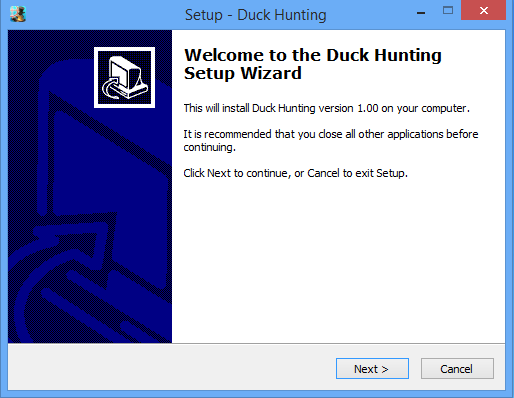 Setup - Duck Hunting
Welcome to the Duck Hunting
Setup Wizard
This will install Duck Hunting version 1.00 on your computer.
It is recommended that you close all other applications before
continuing.
Click Next to continue, or Cancel to exit Setup.
Next >
Cancel